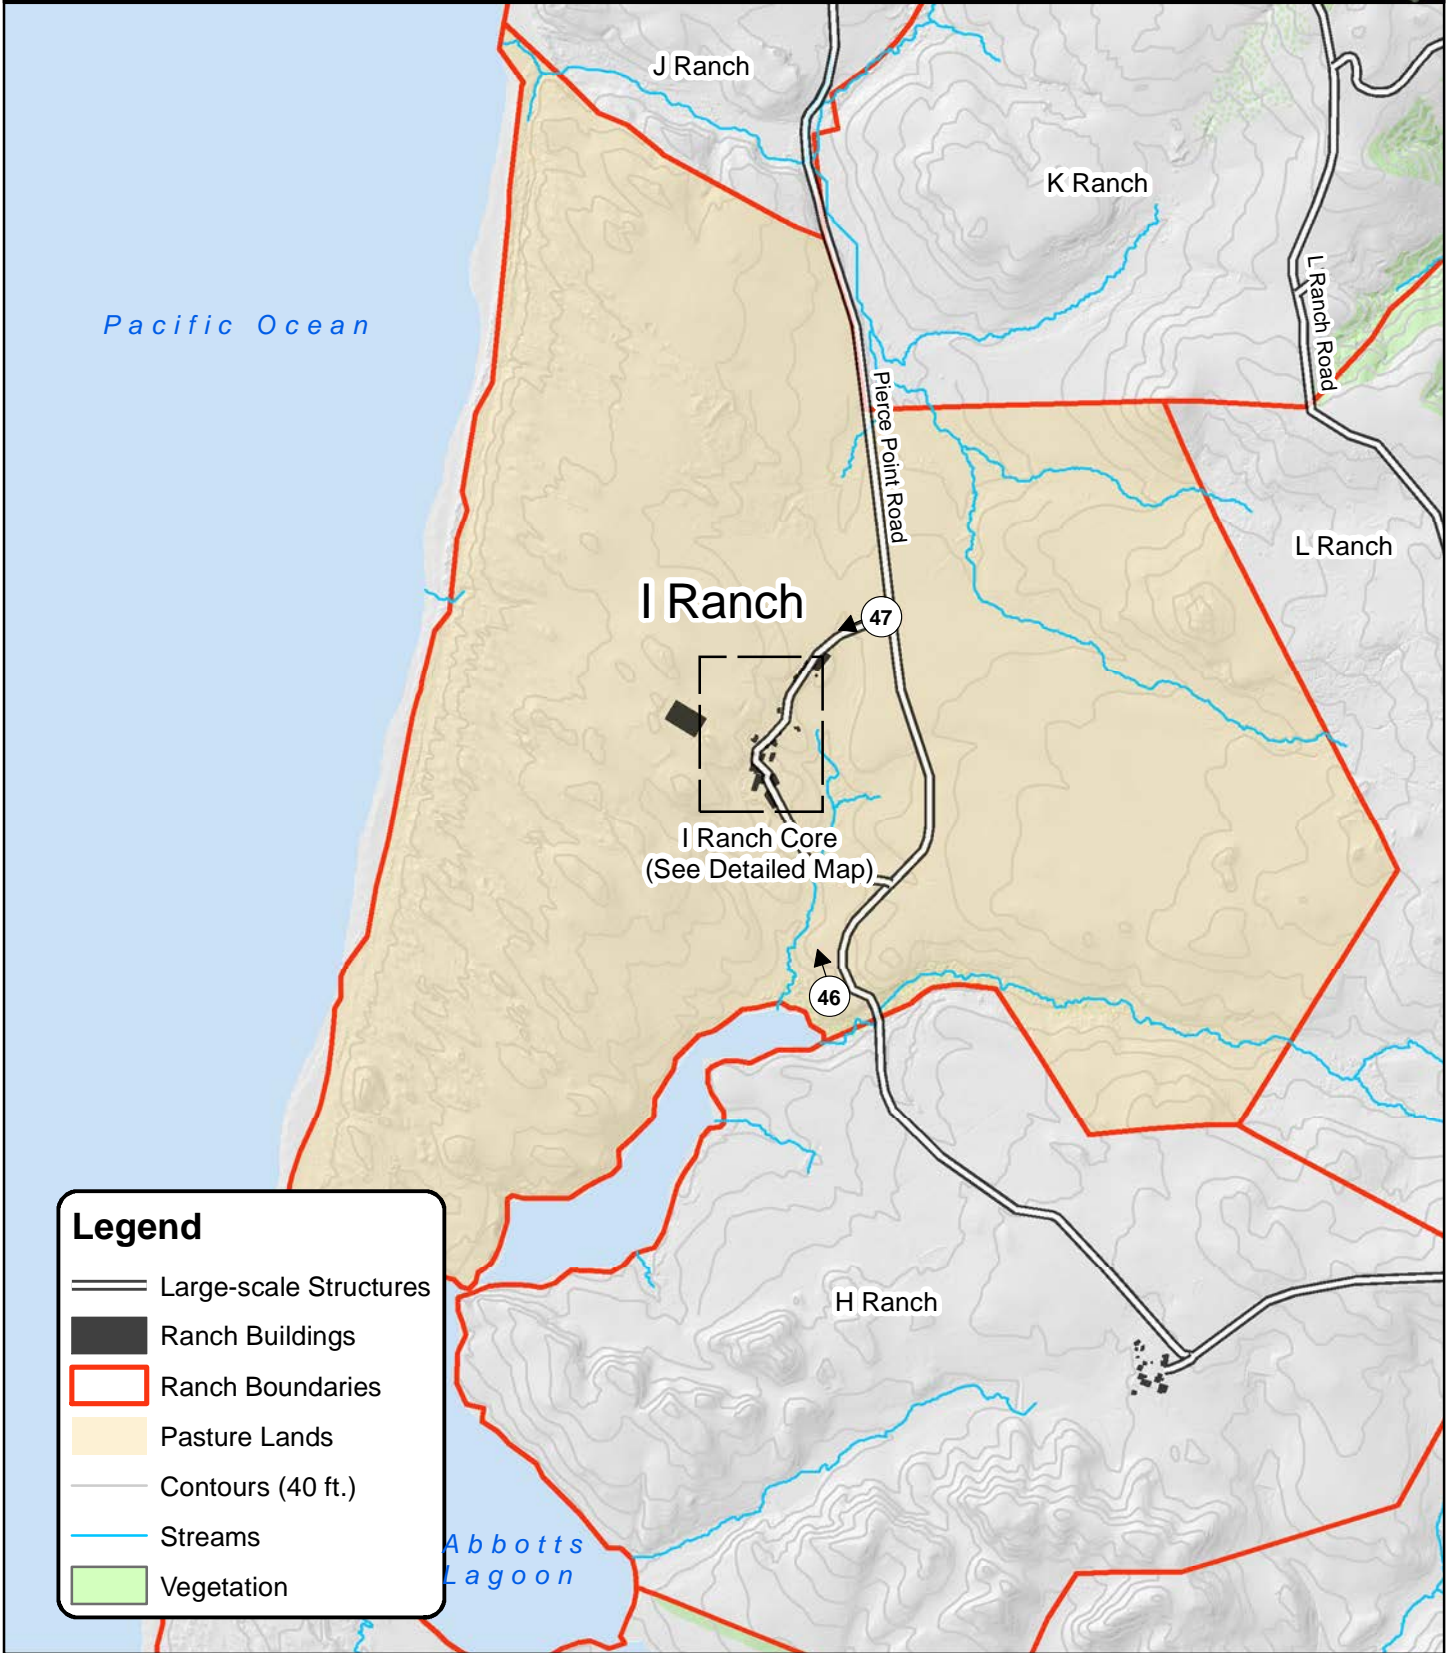 J Ranch
K Ranch
Pacific Ocean
L Ranch Road
Pierce Point Road
L Ranch
I Ranch
47
I Ranch Core
(See Detailed Map)
46
Legend
Large-scale Structures
Ranch Buildings
Ranch Boundaries
Pasture Lands
Contours (40 ft.)
Streams
Vegetation
H Ranch
Abbotts
Lagoon